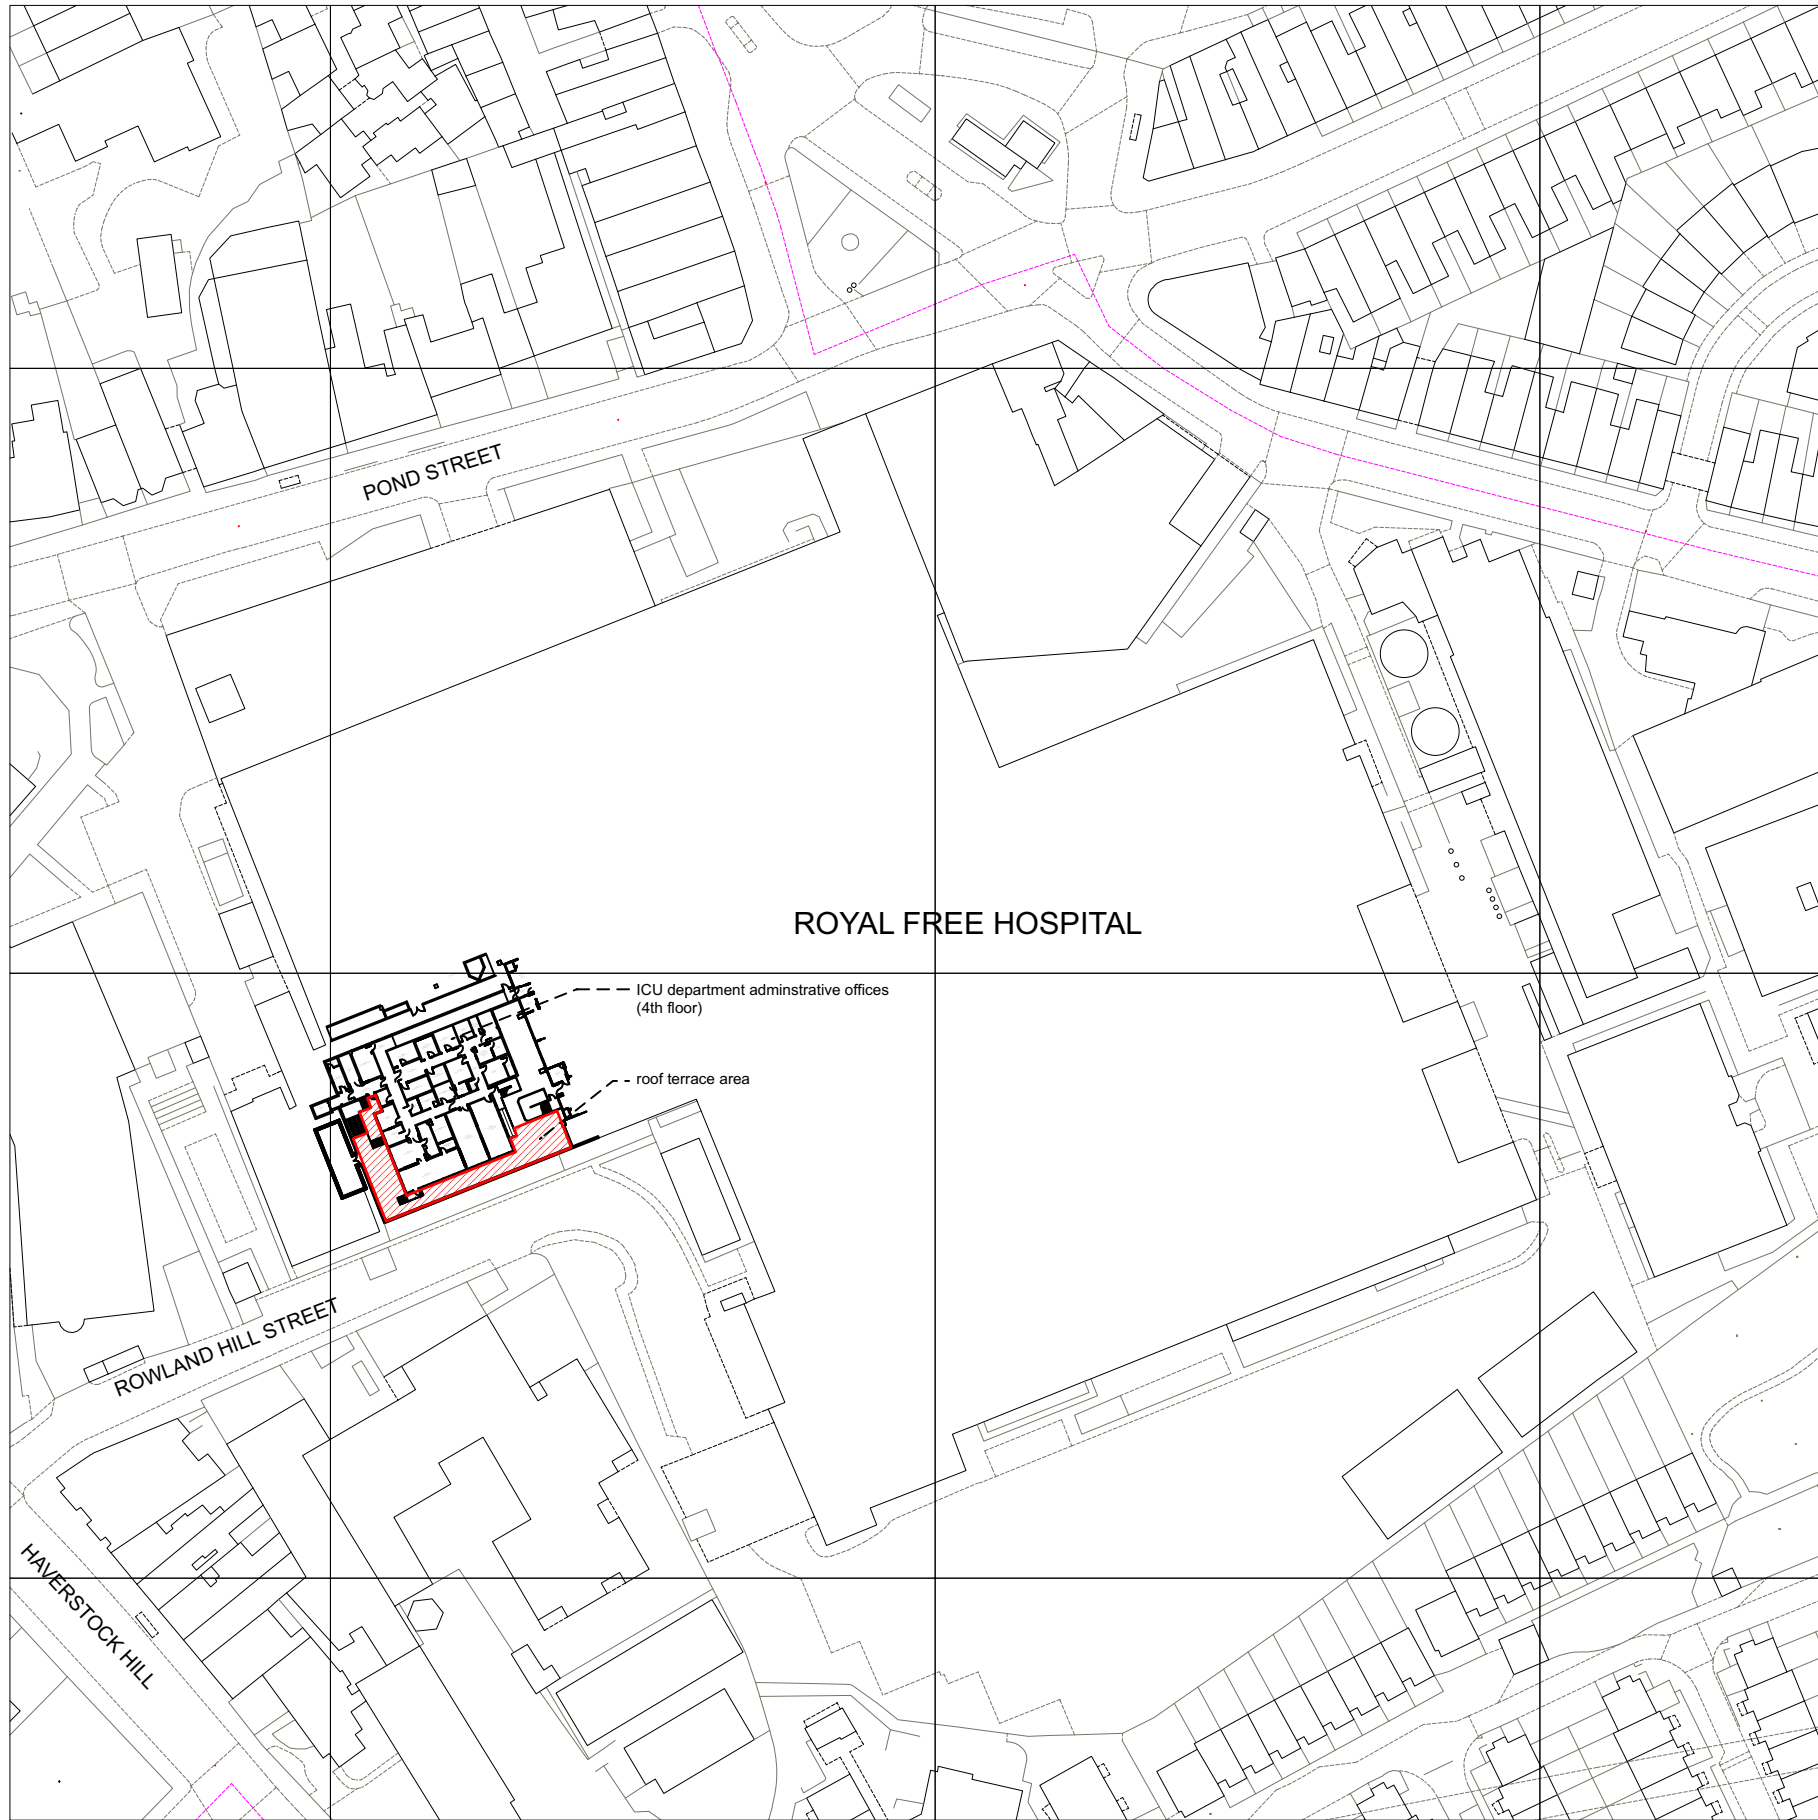 POND STREET
ROYAL FREE HOSPITAL
ICU department adminstrative offices
(4th floor)
roof terrace area
ROWLAND HILL STREET
HAVERSTOCK HILL